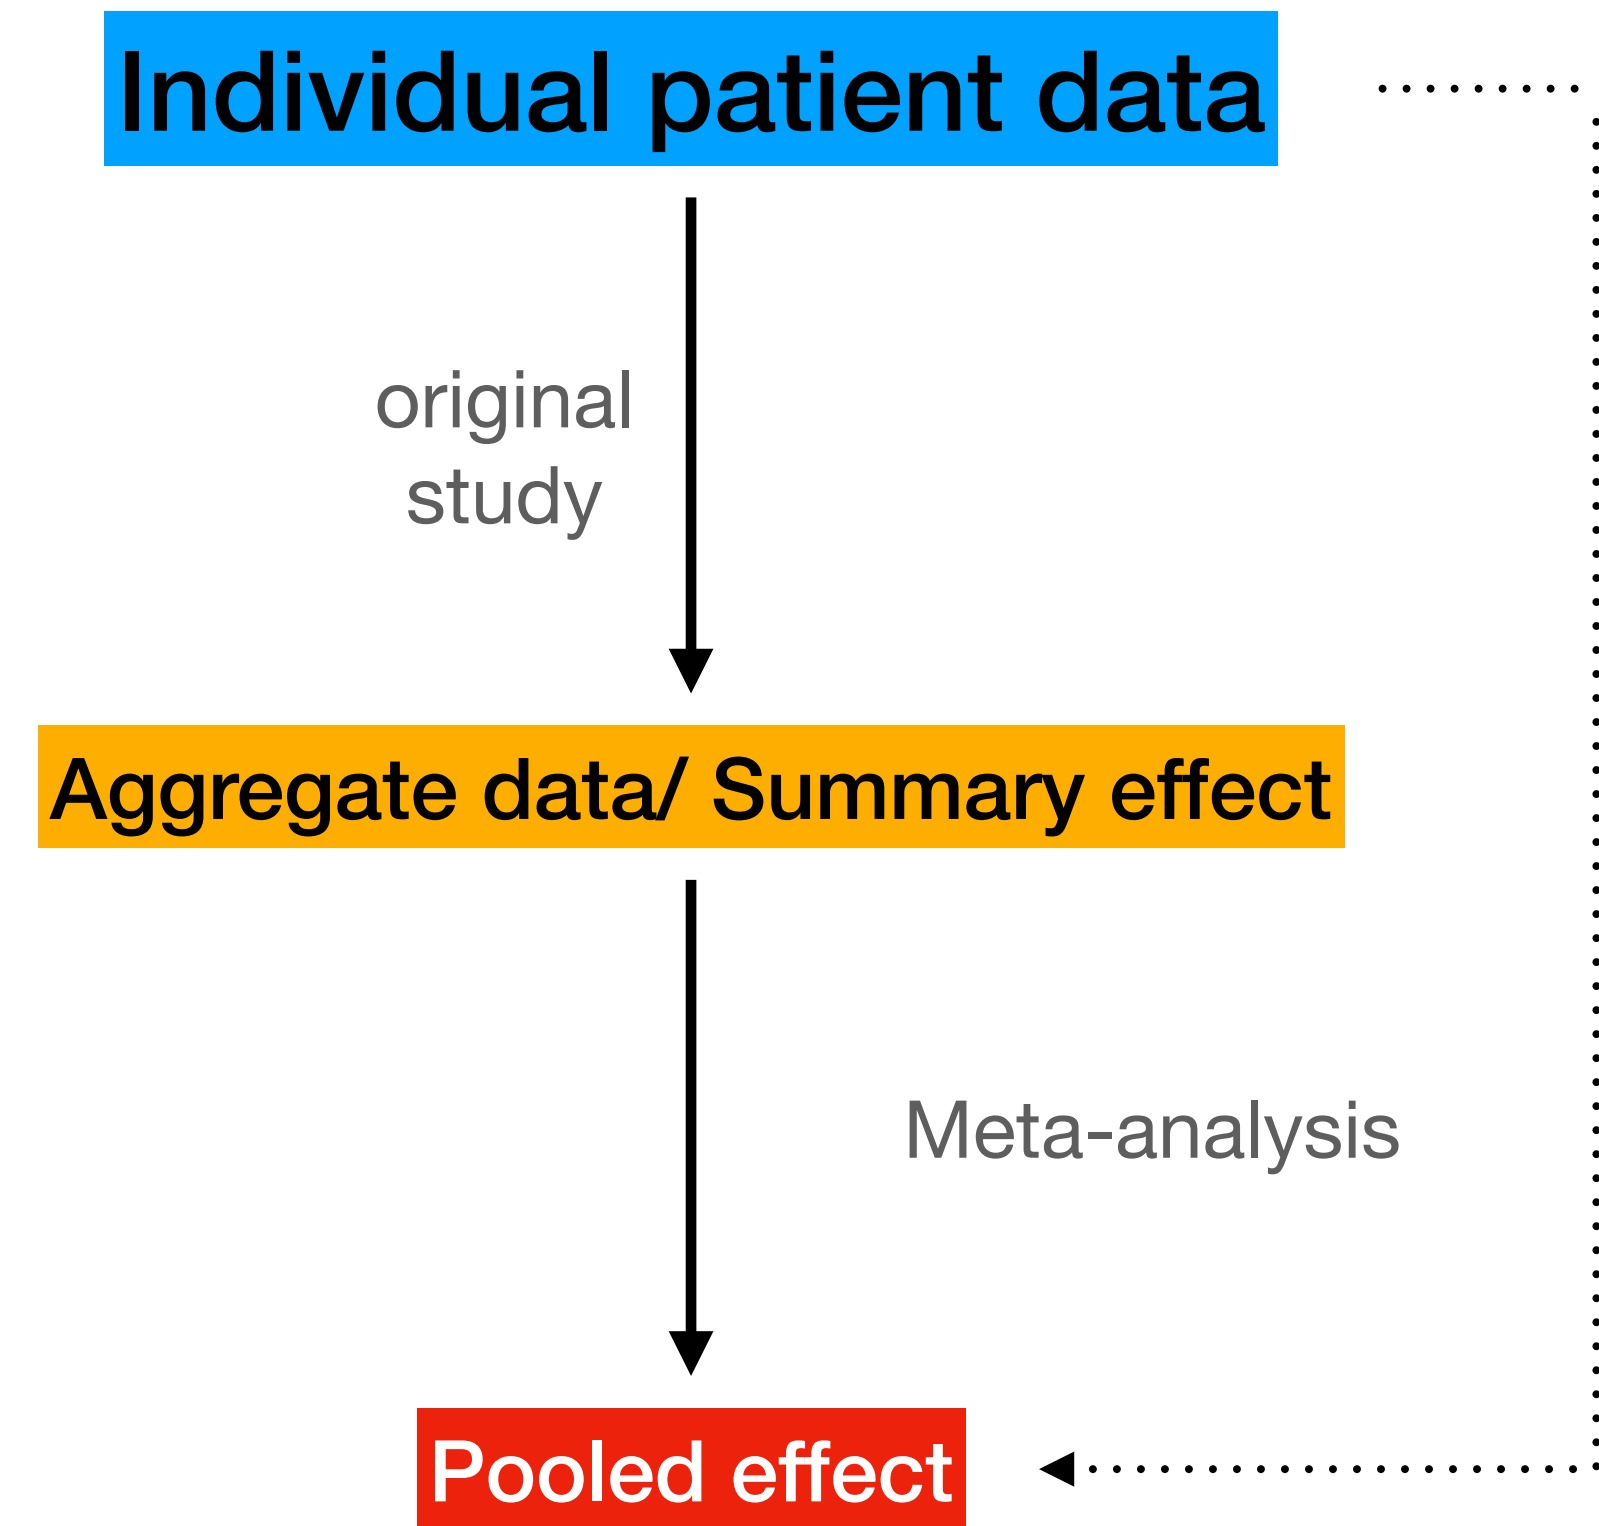 Individual patient data
original
study
Aggregate data/ Summary effect
Meta-analysis
Pooled effect